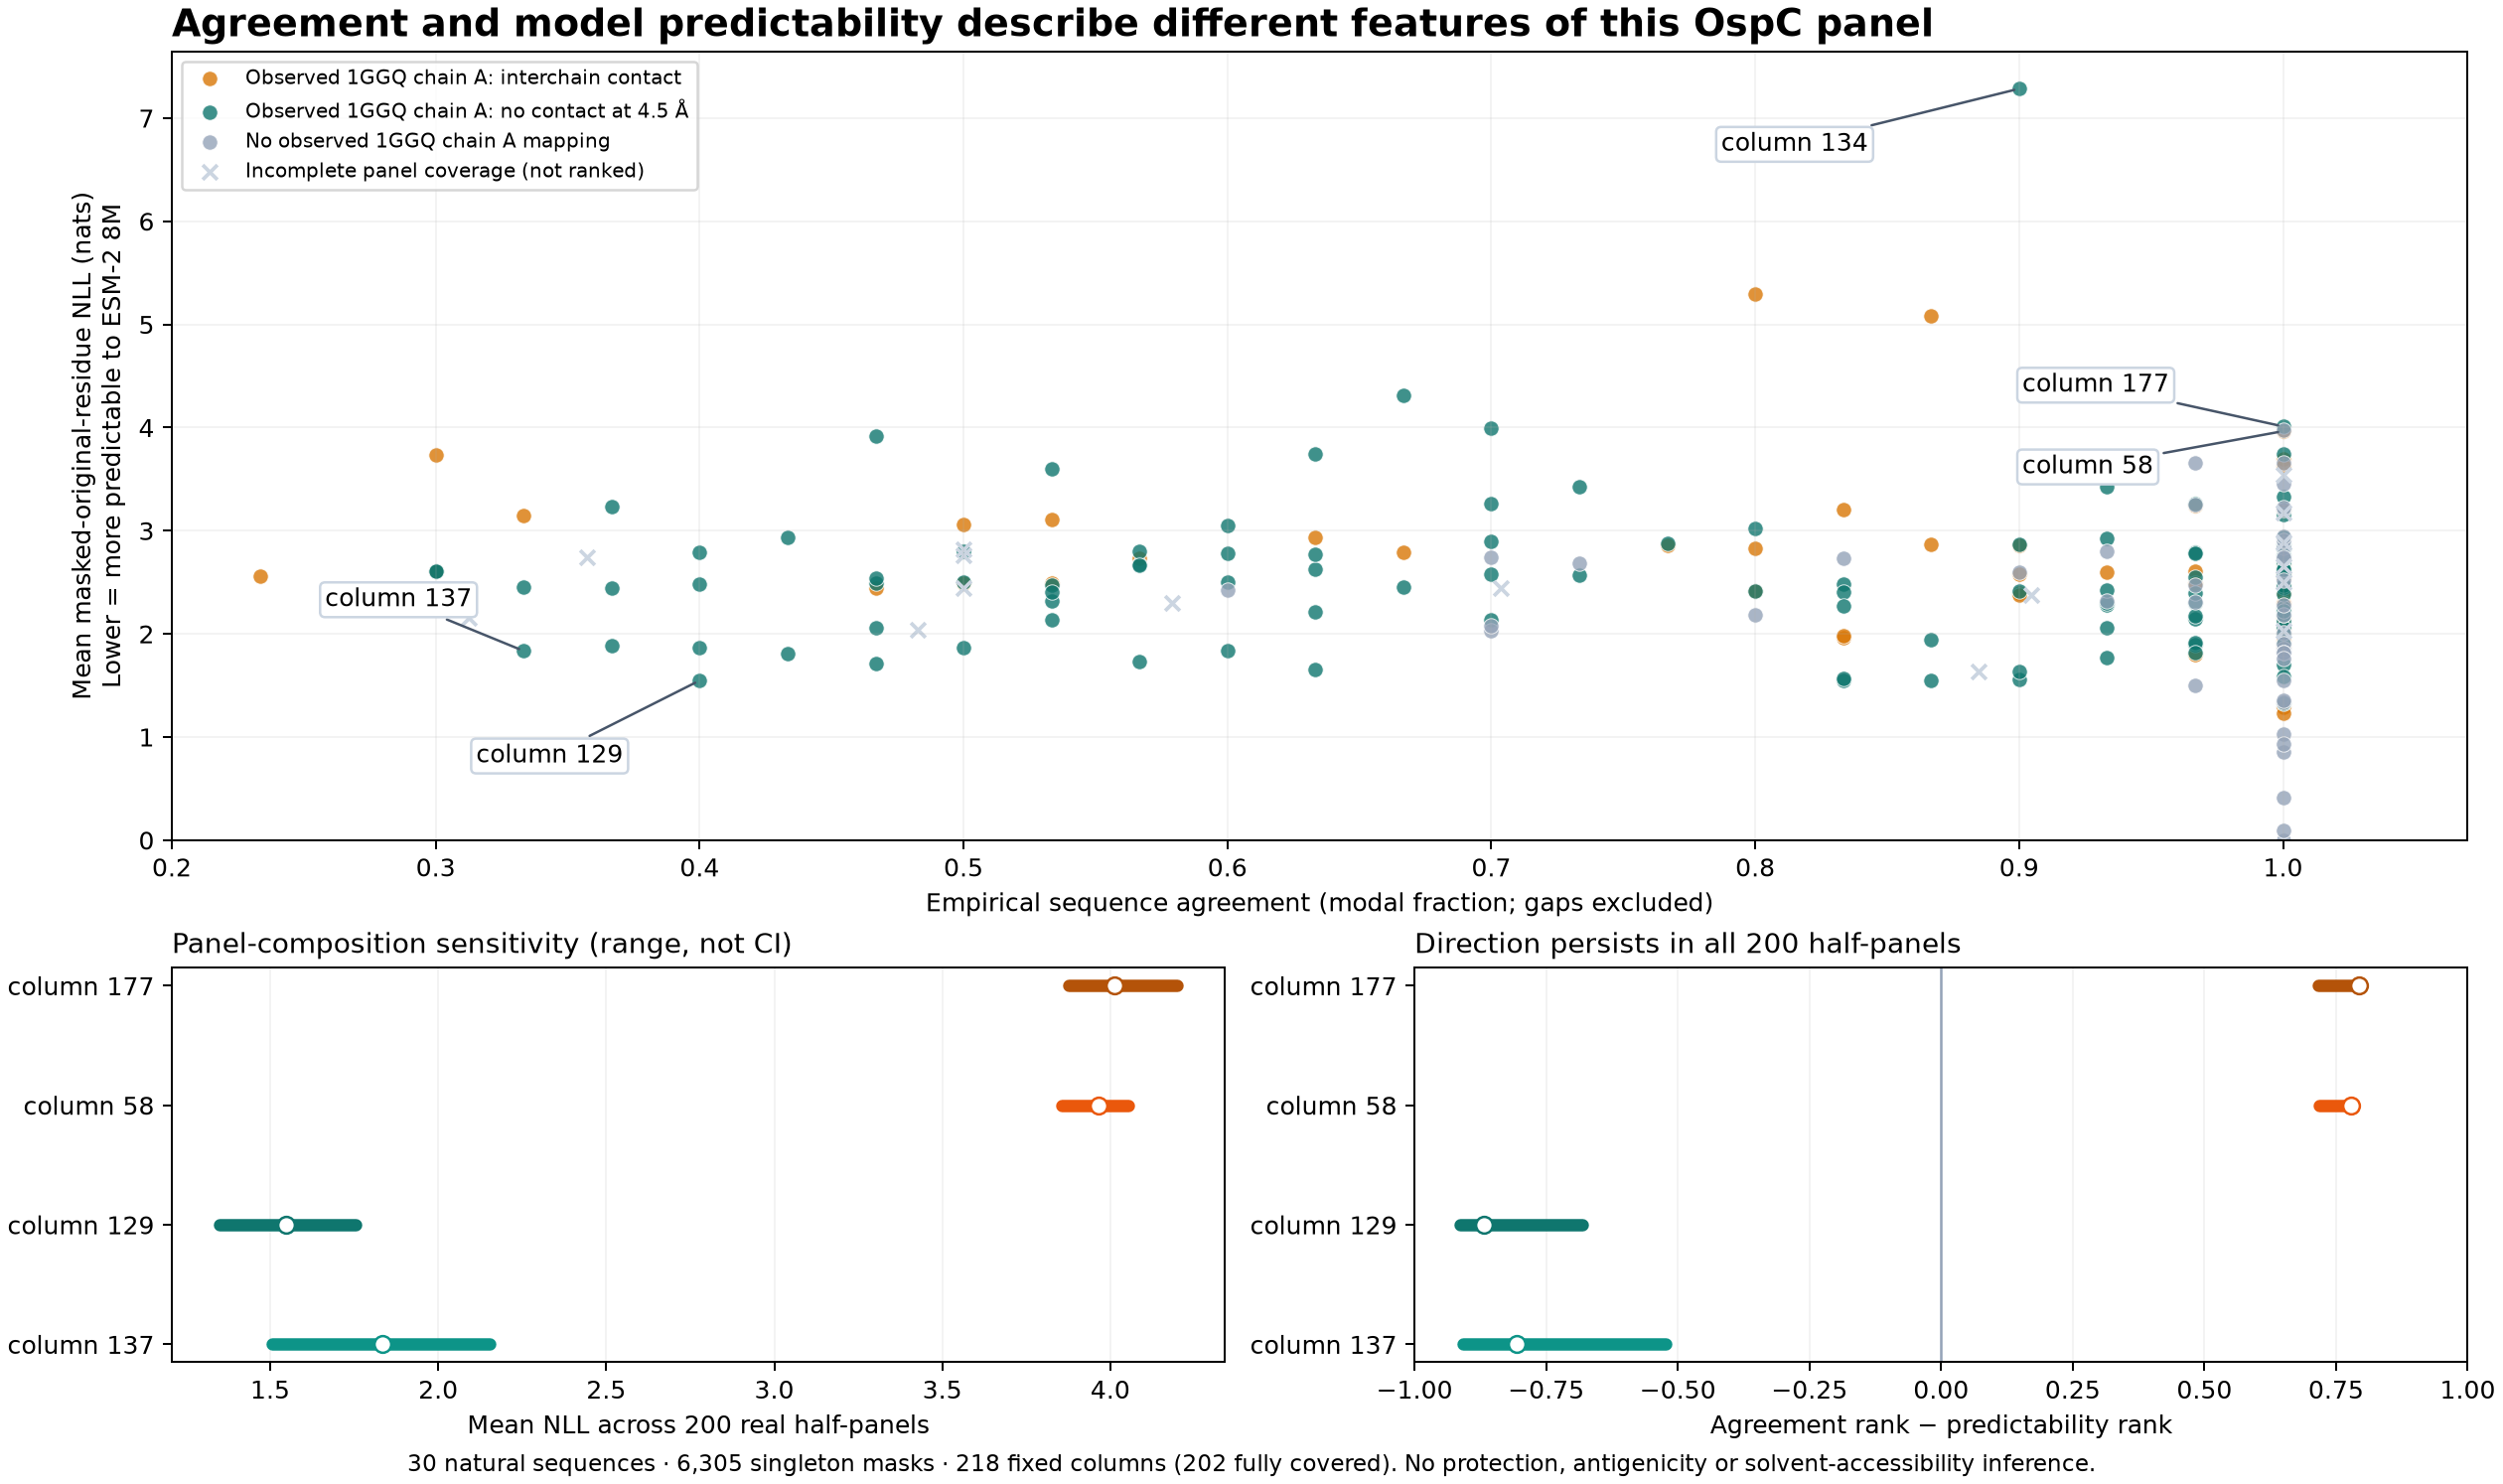 Agreement and model predictability describe different features of this OspC panel
Observed 1GGQ chain A: interchain contact
Observed 1GGQ chain A: no contact at 4.5 Å
No observed 1GGQ chain A mapping
Incomplete panel coverage (not ranked)
column 134
column 177
column 58
column 137
column 129
Mean masked-original-residue NLL (nats)
Lower = more predictable to ESM-2 8M
7
6
5
4
3
2
1
0
0.2 0.3 0.4 0.5 0.6 0.7 0.8 0.9 1.0
Empirical sequence agreement (modal fraction; gaps excluded)
Panel-composition sensitivity (range, not CI)
column 177
column 58
column 129
column 137
1.5 2.0 2.5 3.0 3.5 4.0
Mean NLL across 200 real half-panels
Direction persists in all 200 half-panels
column 177
column 58
column 129
column 137
−1.00 −0.75 −0.50 −0.25 0.00 0.25 0.50 0.75 1.00
Agreement rank − predictability rank
30 natural sequences · 6,305 singleton masks · 218 fixed columns (202 fully covered). No protection, antigenicity or solvent-accessibility inference.